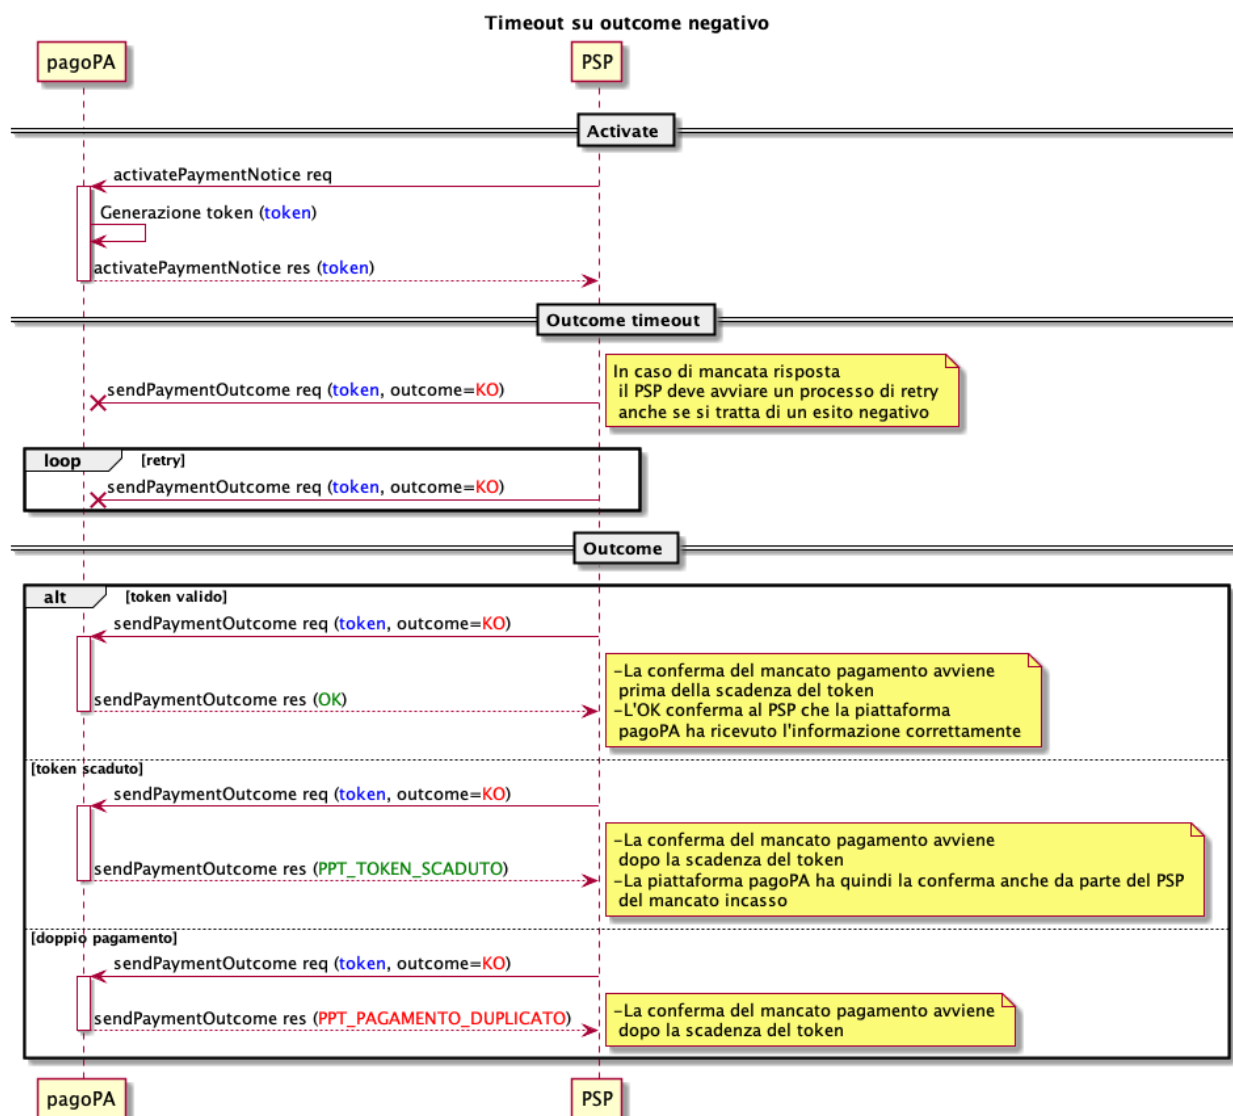 Timeout su outcome negativo
pagoPA
PSP
Activate
activatePaymentNotice req
Generazione token (token)
activatePaymentNotice res (token)
Outcome timeout
In caso di mancata risposta
il PSP deve avviare un processo di retry
anche se si tratta di un esito negativo
sendPaymentOutcome req (token, outcome=KO)
loop
[retry]
sendPaymentOutcome req (token, outcome=KO)
Outcome
alt
[token valido]
sendPaymentOutcome req (token, outcome=KO)
-La conferma del mancato pagamento avviene
prima della scadenza del token
-L'OK conferma al PSP che la piattaforma
pagoPA ha ricevuto l'informazione correttamente
sendPaymentOutcome res (OK)
[token scaduto]
sendPaymentOutcome req (token, outcome=KO)
-La conferma del mancato pagamento avviene
dopo la scadenza del token
-La piattaforma pagoPA ha quindi la conferma anche da parte del PSP
del mancato incasso
sendPaymentOutcome res (PPT_TOKEN_SCADUTO)
[doppio pagamento]
sendPaymentOutcome req (token, outcome=KO)
-La conferma del mancato pagamento avviene
dopo la scadenza del token
sendPaymentOutcome res (PPT_PAGAMENTO_DUPLICATO)
pagoPA
PSP